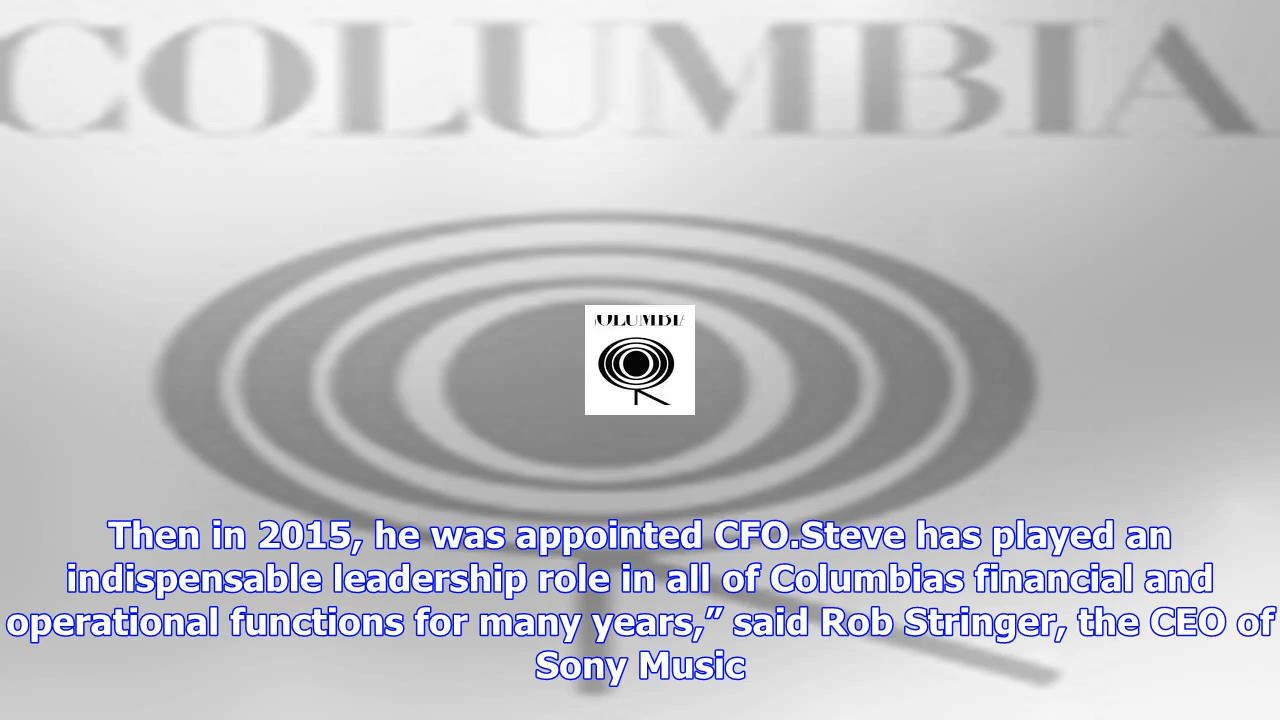 COLUMBIA
OLUMBIA
Then in 2015, he was appointed CFO.Steve has played an
indispensable leadership role in all of Columbias financial and
operational functions for many years,” said Rob Stringer, the CEO of
Sony Music